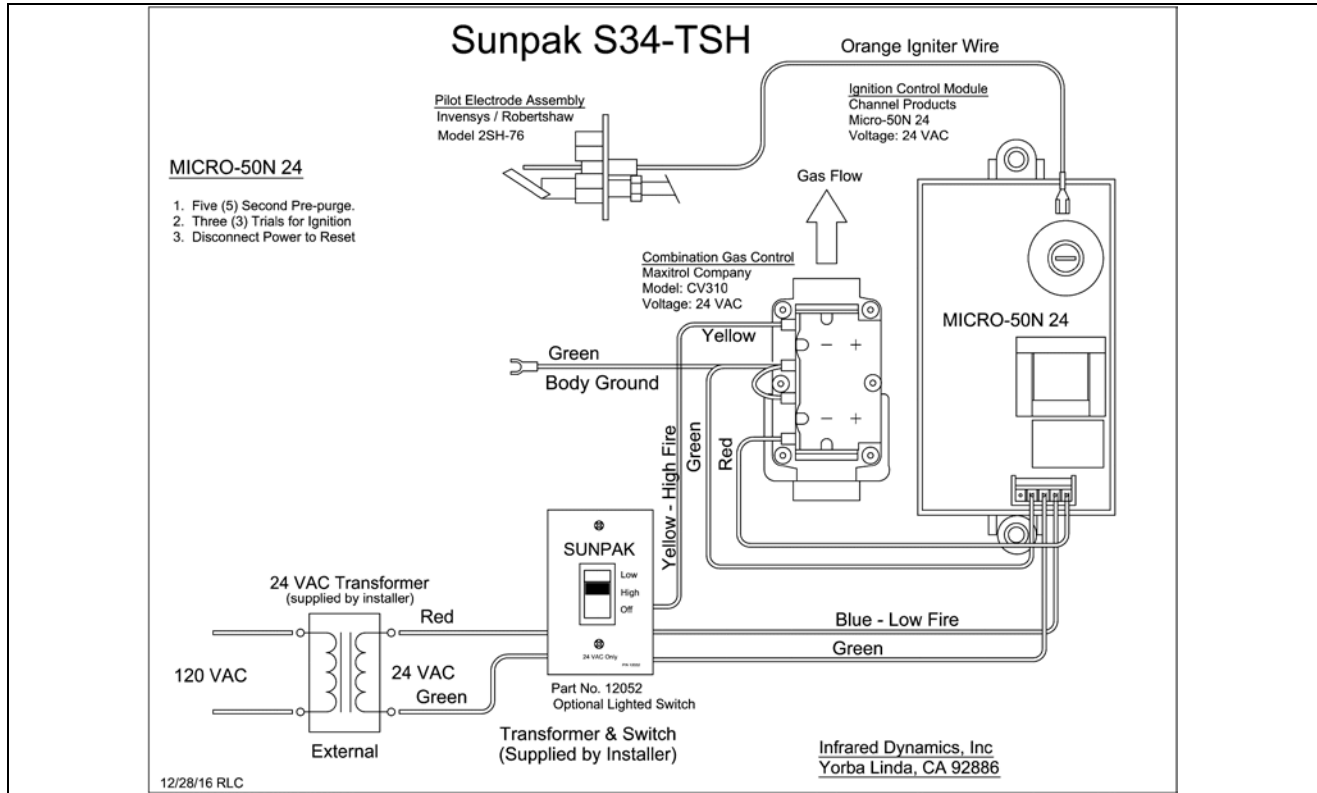 Sunpak S34-TSH
Orange Igniter Wire
Pilot Electrode Assembly
Invensys / Robertshaw
Model 2SH-76
Ignition Control Module
Channel Products
Micro-50N 24
Voltage: 24 VAC
MICRO-50N 24
1. Five (5) Second Pre-purge.
2. Three (3) Trials for Ignition
3. Disconnect Power to Reset
Gas Flow
Combination Gas Control
Maxitrol Company
Model: CV310
Voltage: 24 VAC
MICRO-50N 24
Yellow
- +
Green
Body Ground
- +
Yellow - High Fire
Green
Red
SUNPAK
Low
High
Off
24 VAC Only
24 VAC Transformer
(supplied by installer)
Red
Blue - Low Fire
Green
120 VAC
24 VAC
Green
Part No. 12052
Optional Lighted Switch
External
Transformer & Switch
(Supplied by Installer)
Infrared Dynamics, Inc
Yorba Linda, CA 92886
12/28/16 RLC